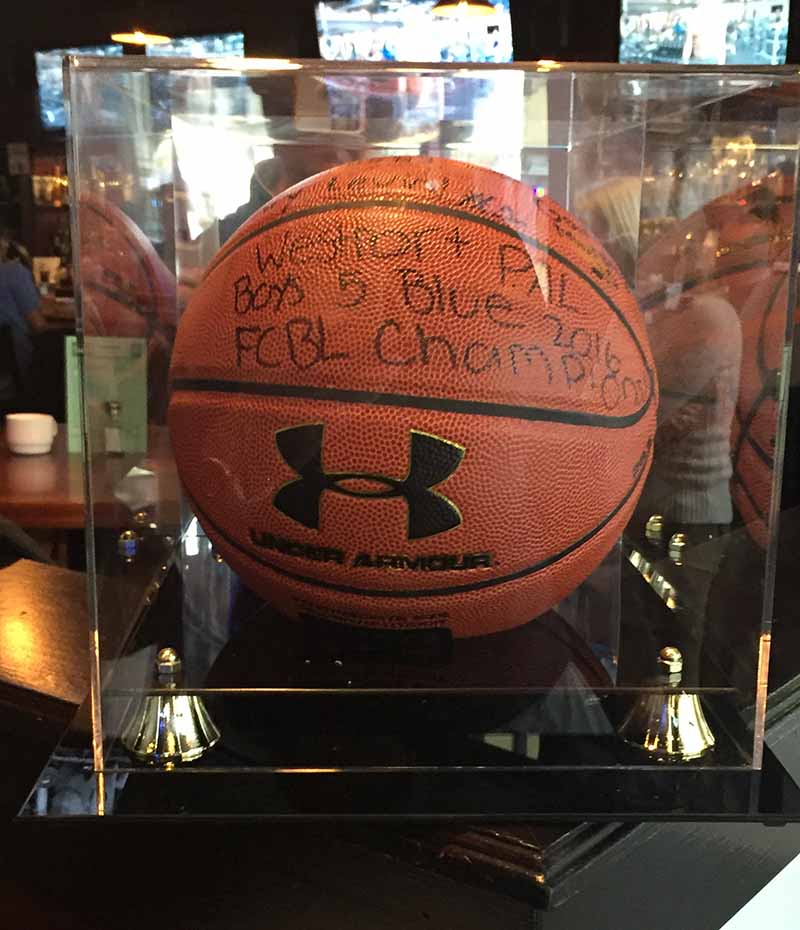 Westport PAL
Boys 5 Blue 2016
FCBL Champions
UNDER ARMOUR